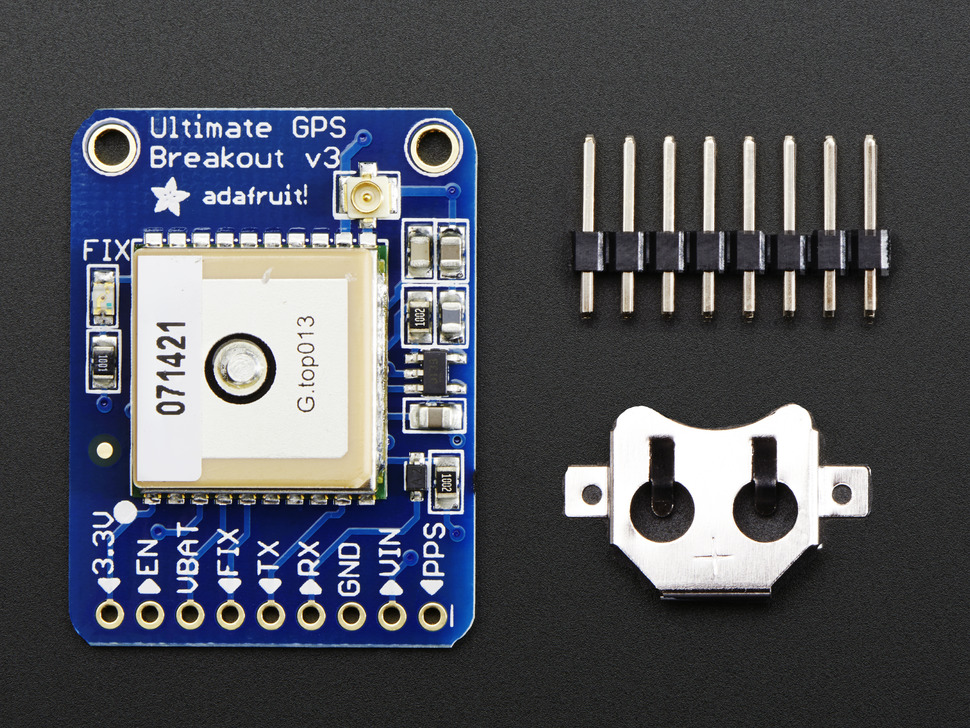 Ultimate GPS
Breakout v3
adafruit!
FIX
1001
071421
G.top013
1002
1002
3.3V
EN
VBAT
FIX
TX
RX
GND
VIN
PPS